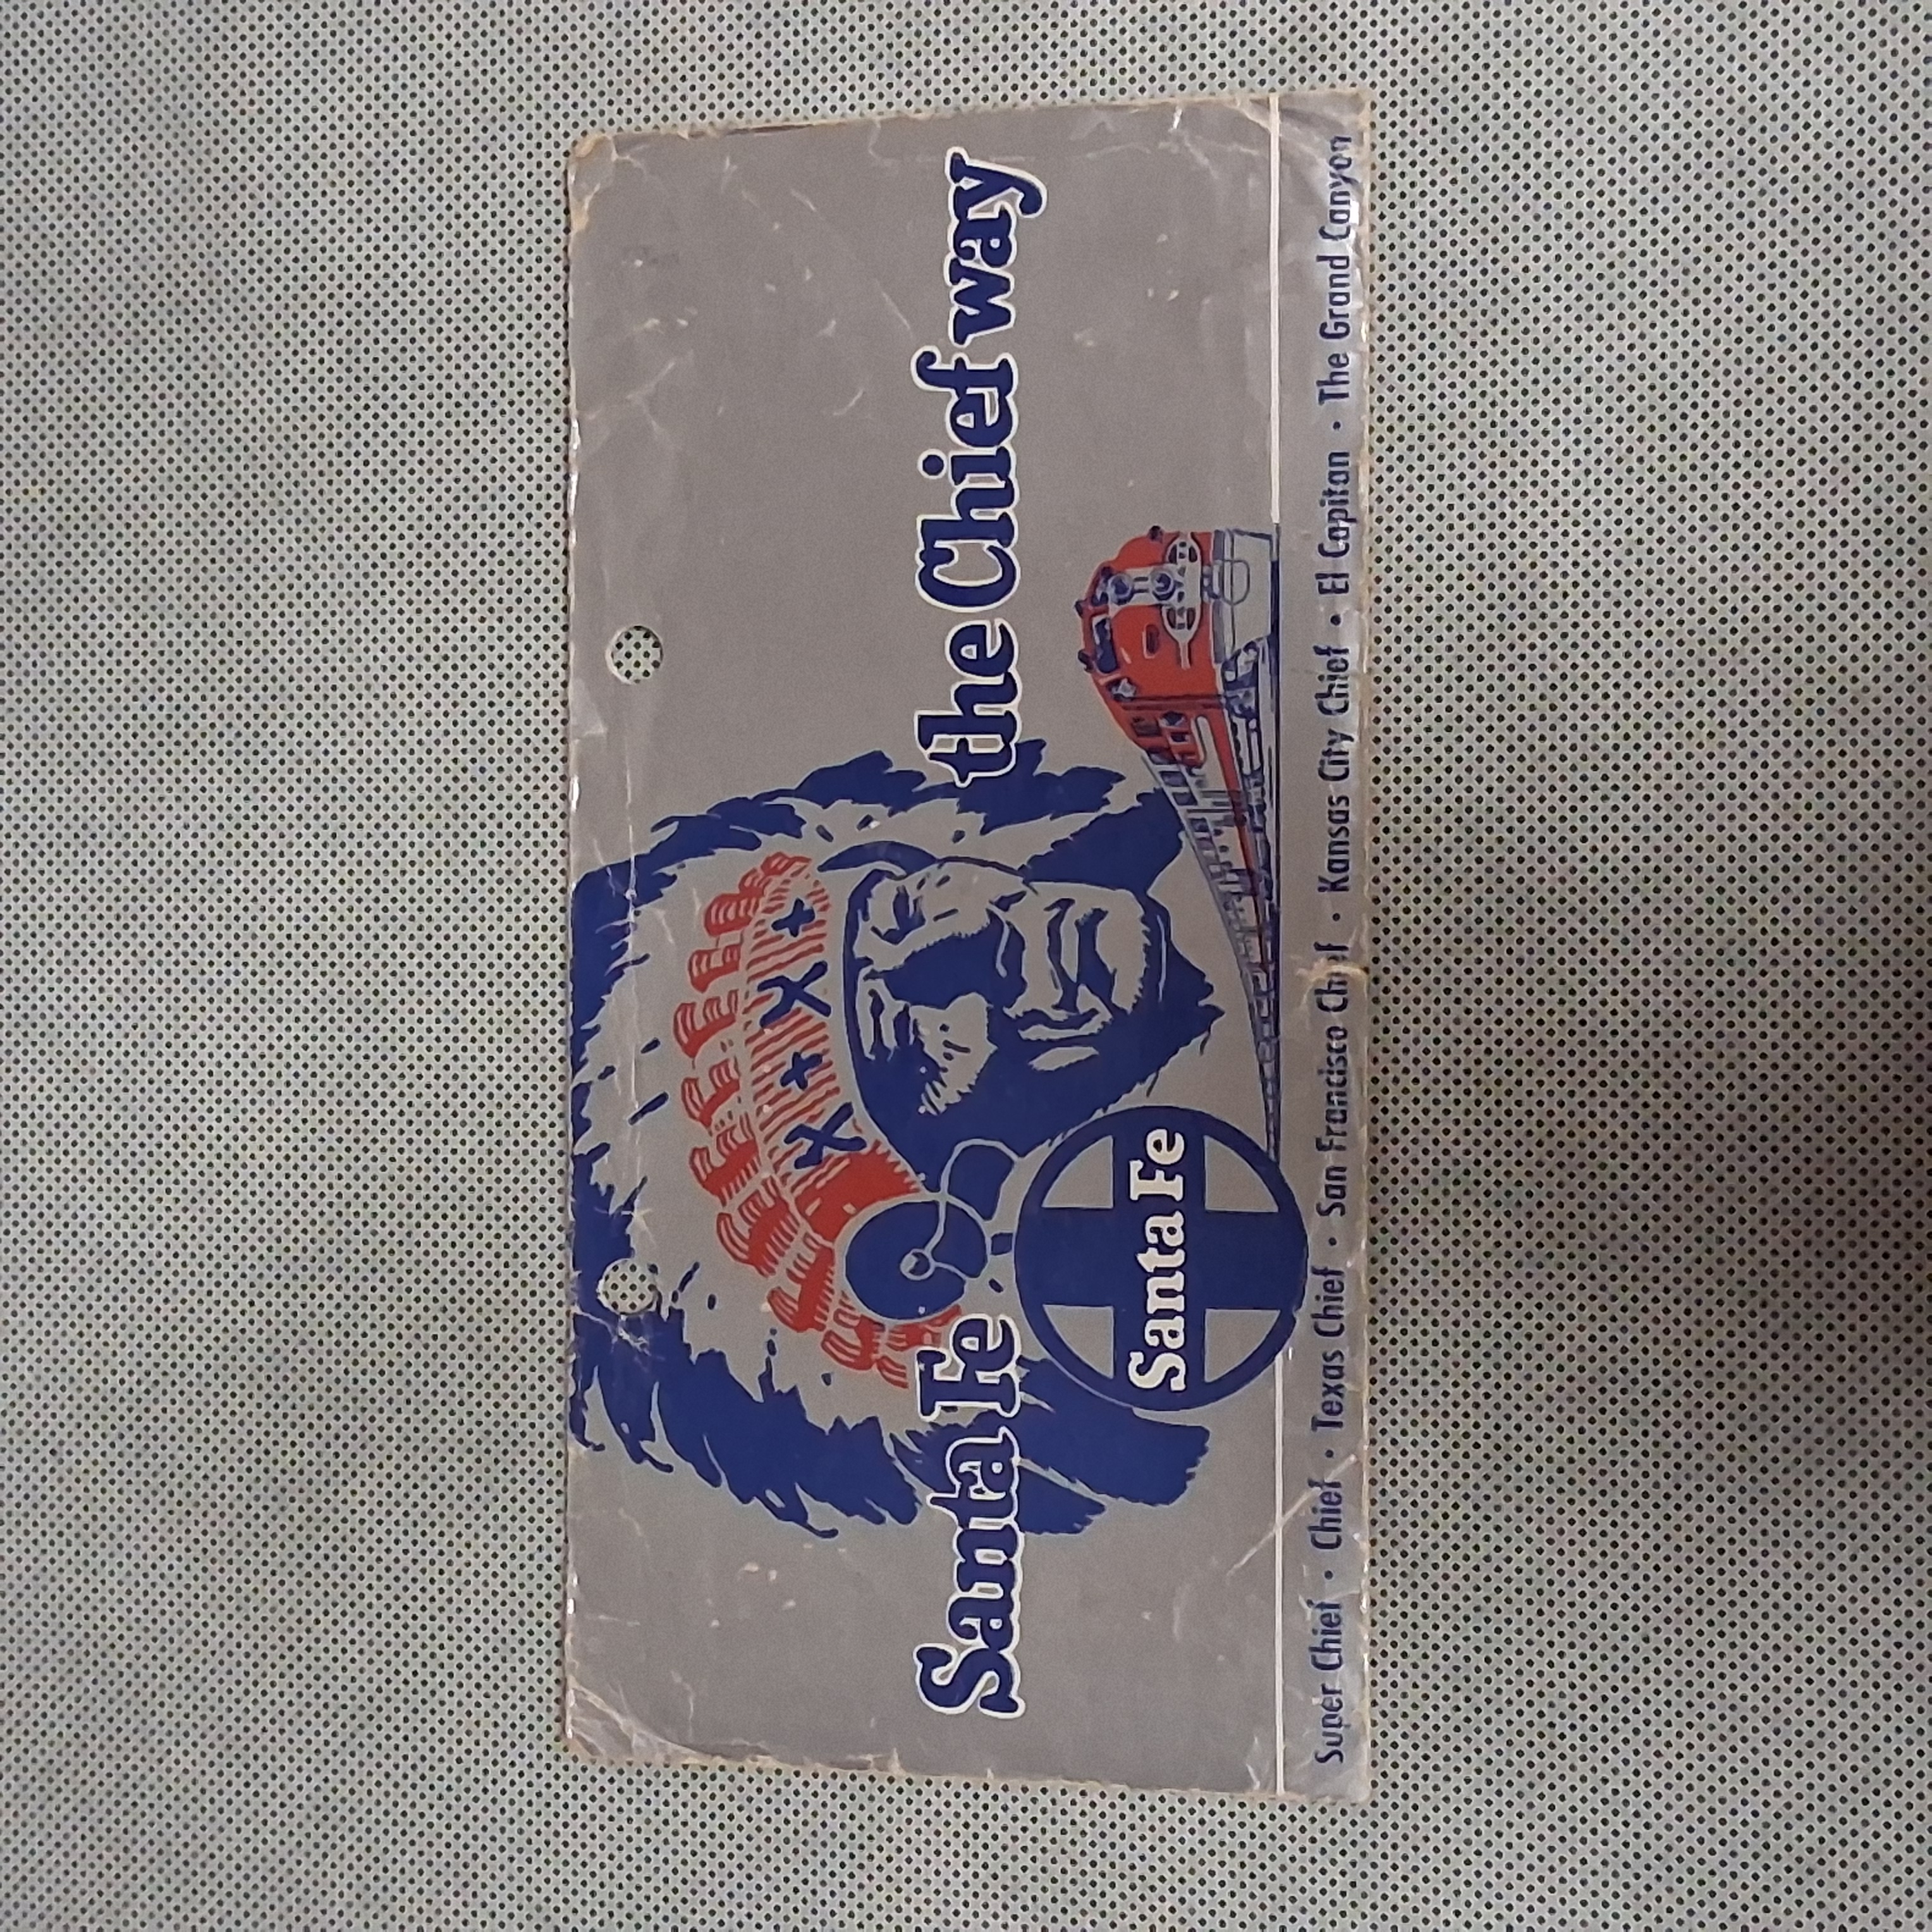 Santa Fe the Chief way
Santa Fe
Super Chief • Chief • Texas Chief • San Francisco Chief • Kansas City Chief • El Capitan • The Grand Canyon